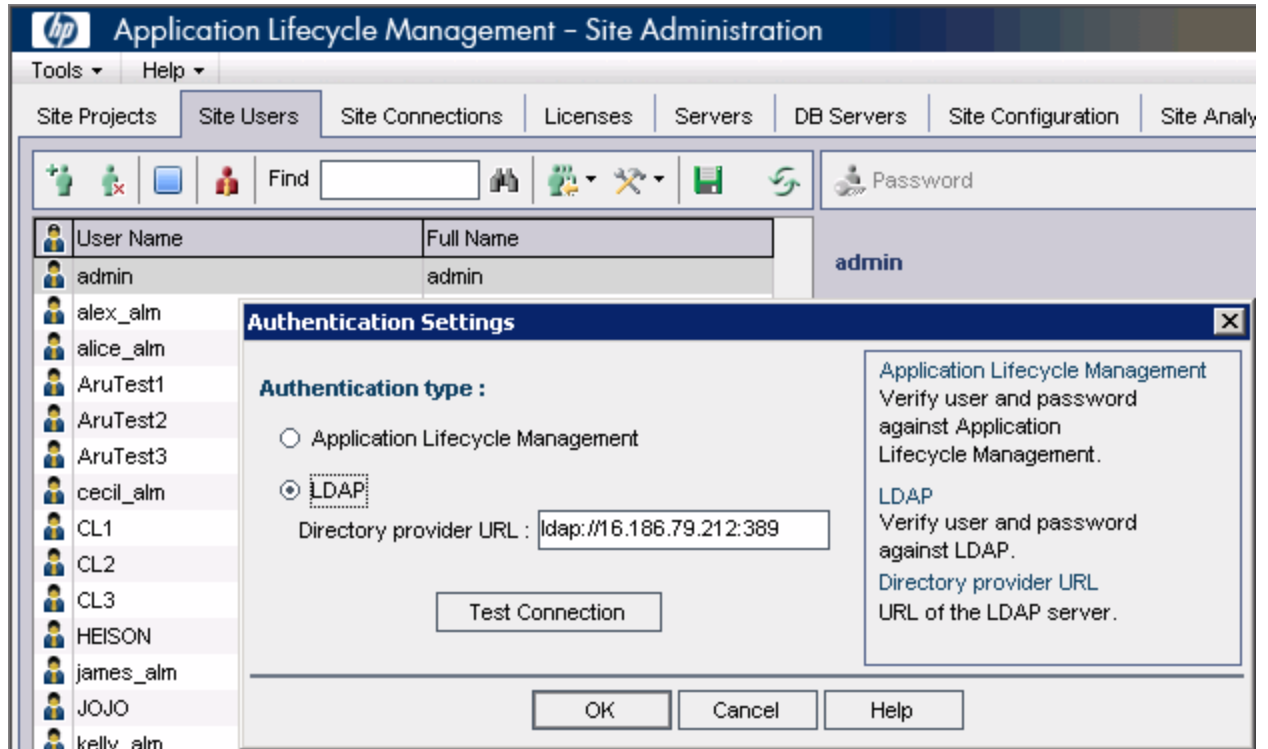 hp Application Lifecycle Management – Site Administration
Tools Help
Site Projects Site Users Site Connections Licenses Servers DB Servers Site Configuration Site Analy
Find Password
User Name Full Name
admin admin
admin
alex_alm
alice_alm
AruTest1
AruTest2
AruTest3
cecil_alm
CL1
CL2
CL3
HEISON
james_alm
JOJO
kelly_alm
Authentication Settings
Authentication type :
Application Lifecycle Management
LDAP
Directory provider URL : ldap://16.186.79.212:389
Test Connection
Application Lifecycle Management
Verify user and password
against Application
Lifecycle Management.
LDAP
Verify user and password
against LDAP.
Directory provider URL
URL of the LDAP server.
OK Cancel Help